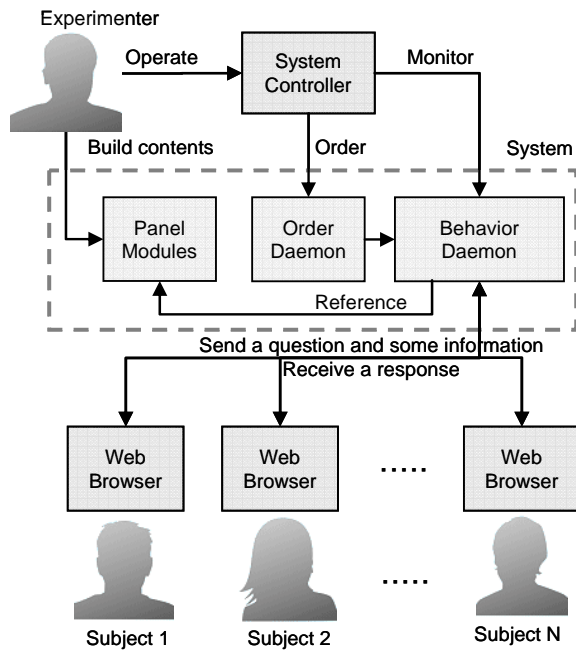 Experimenter
Operate
System
Controller
Monitor
Build contents
Order
System
Panel
Modules
Order
Daemon
Behavior
Daemon
Reference
Send a question and some information
Receive a response
Web
Browser
Web
Browser
.....
Web
Browser
.....
Subject 1
Subject 2
Subject N